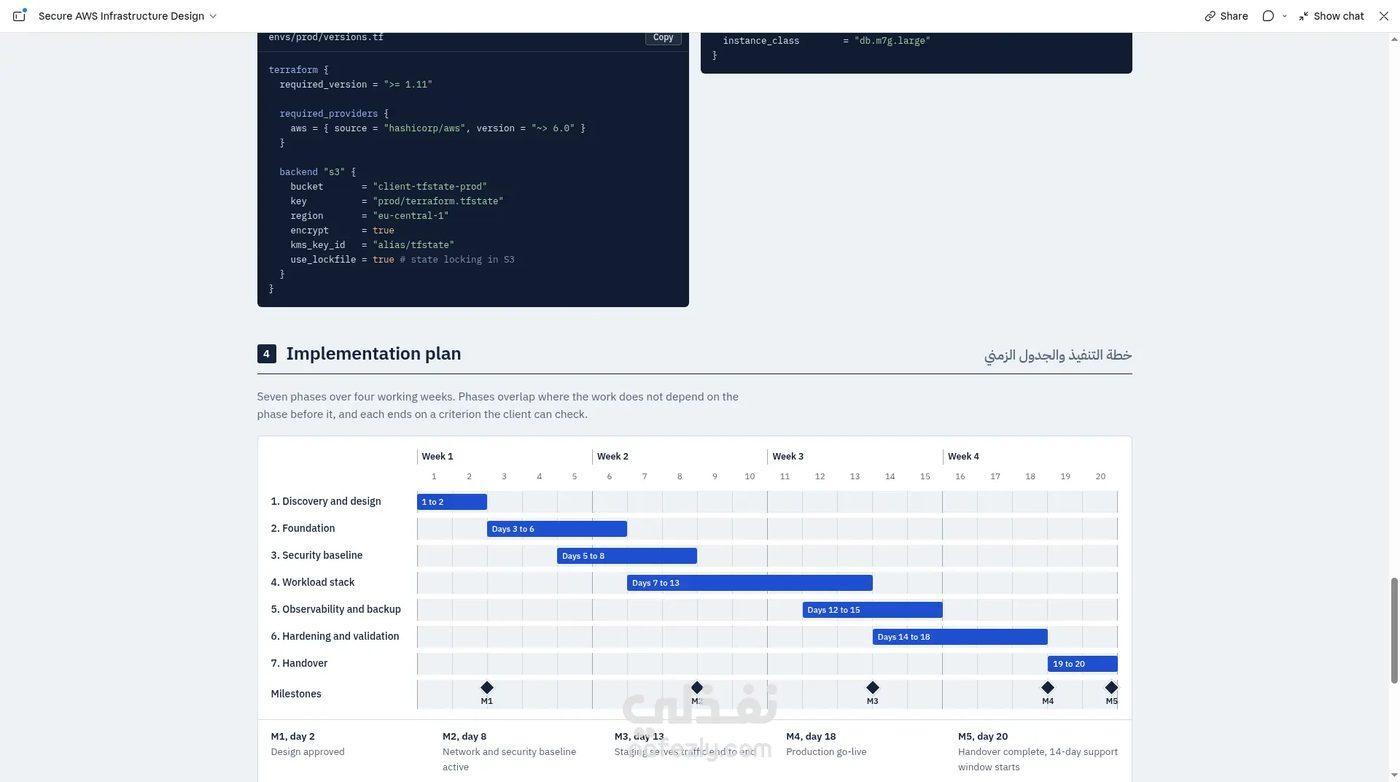 Secure AWS Infrastructure Design
Share
Show chat
envs/prod/versions.tf
Copy
terraform {
required_version = ">= 1.11"
required_providers {
aws = { source = "hashicorp/aws", version = "~> 6.0" }
}
backend "s3" {
bucket = "client-tfstate-prod"
key = "prod/terraform.tfstate"
region = "eu-central-1"
encrypt = true
kms_key_id = "alias/tfstate"
use_lockfile = true # state locking in S3
}
}
instance_class = "db.m7g.large"
}
4 Implementation plan
خطة التنفيذ والجدول الزمني
Seven phases over four working weeks. Phases overlap where the work does not depend on the
phase before it, and each ends on a criterion the client can check.
Week 1 Week 2 Week 3 Week 4
1 2 3 4 5 6 7 8 9 10 11 12 13 14 15 16 17 18 19 20
1. Discovery and design 1 to 2
2. Foundation Days 3 to 6
3. Security baseline Days 5 to 8
4. Workload stack Days 7 to 13
5. Observability and backup Days 12 to 15
6. Hardening and validation Days 14 to 18
7. Handover 19 to 20
Milestones M1 M2 M3 M4 M5
M1, day 2
Design approved
M2, day 8
Network and security baseline
active
M3, day 13
Staging serves traffic end to end
M4, day 18
Production go-live
M5, day 20
Handover complete, 14-day support
window starts
نفذلي
nafezly.com